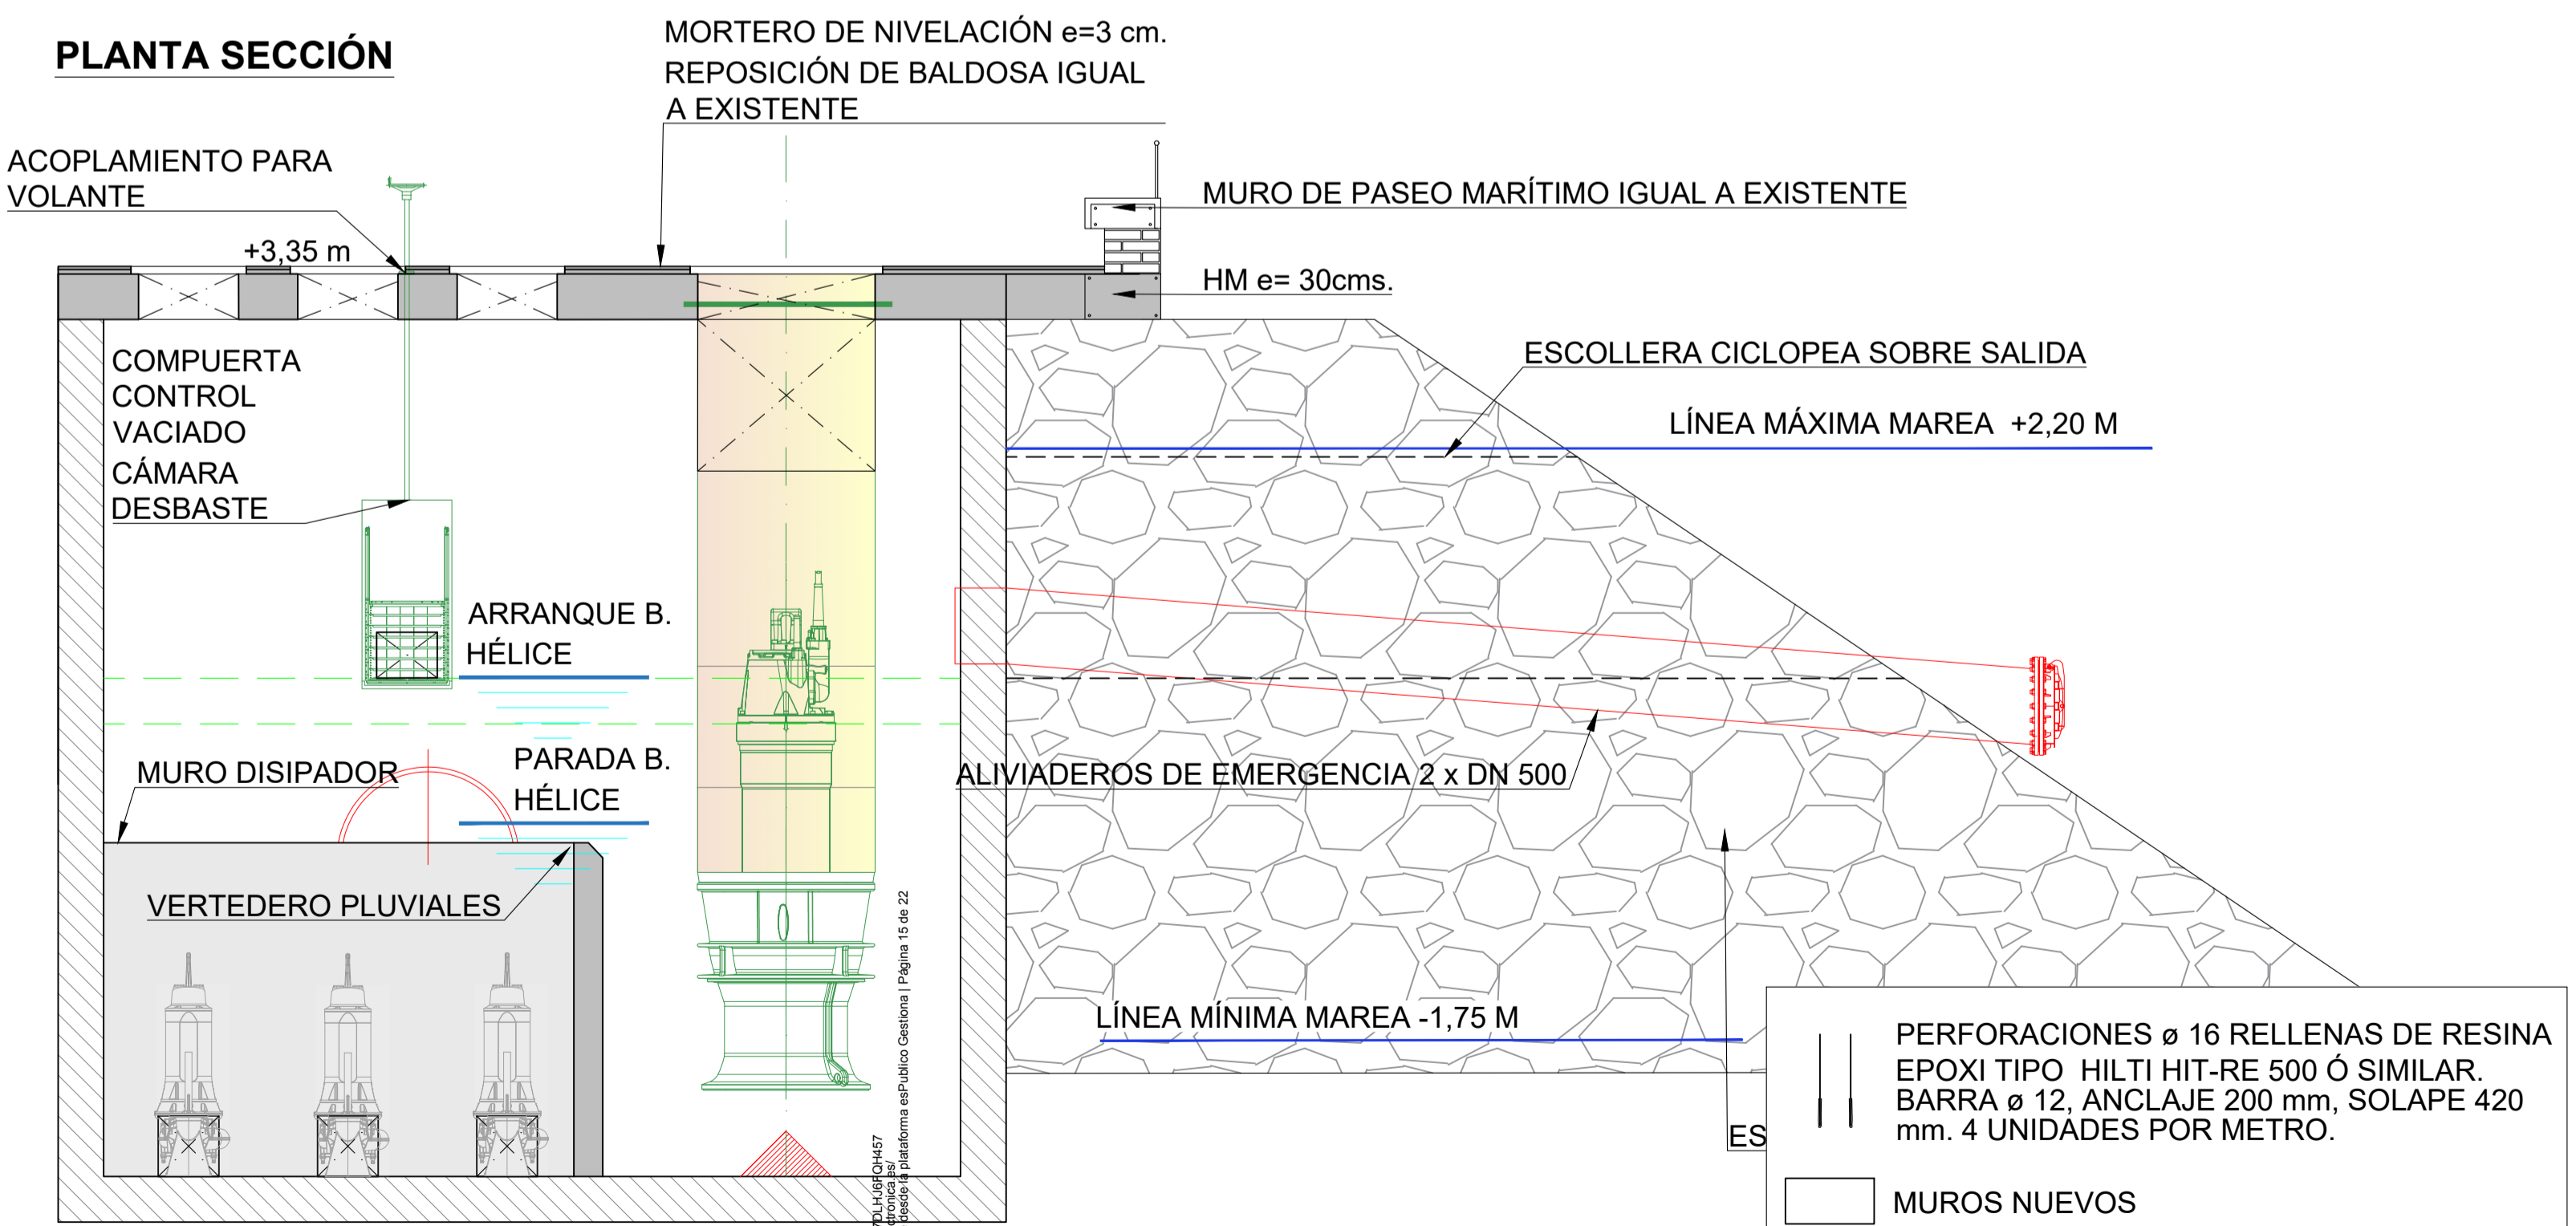 PLANTA SECCIÓN
MORTERO DE NIVELACIÓN e=3 cm.
REPOSICIÓN DE BALDOSA IGUAL
A EXISTENTE
ACOPLAMIENTO PARA
VOLANTE
+3,35 m
MURO DE PASEO MARÍTIMO IGUAL A EXISTENTE
HM e= 30cms.
COMPUERTA
CONTROL
VACIADO
CÁMARA
DESBASTE
ESCOLLERA CICLOPEA SOBRE SALIDA
LÍNEA MÁXIMA MAREA +2,20 M
ARRANQUE B.
HÉLICE
PARADA B.
HÉLICE
MURO DISIPADOR
ALIVIADEROS DE EMERGENCIA 2 x DN 500
VERTEDERO PLUVIALES
LÍNEA MÍNIMA MAREA -1,75 M
ES
PERFORACIONES ø 16 RELLENAS DE RESINA
EPOXI TIPO HILTI HIT-RE 500 Ó SIMILAR.
BARRA ø 12, ANCLAJE 200 mm, SOLAPE 420
mm. 4 UNIDADES POR METRO.
MUROS NUEVOS
desde la plataforma esPublico Gestiona | Página 15 de 22